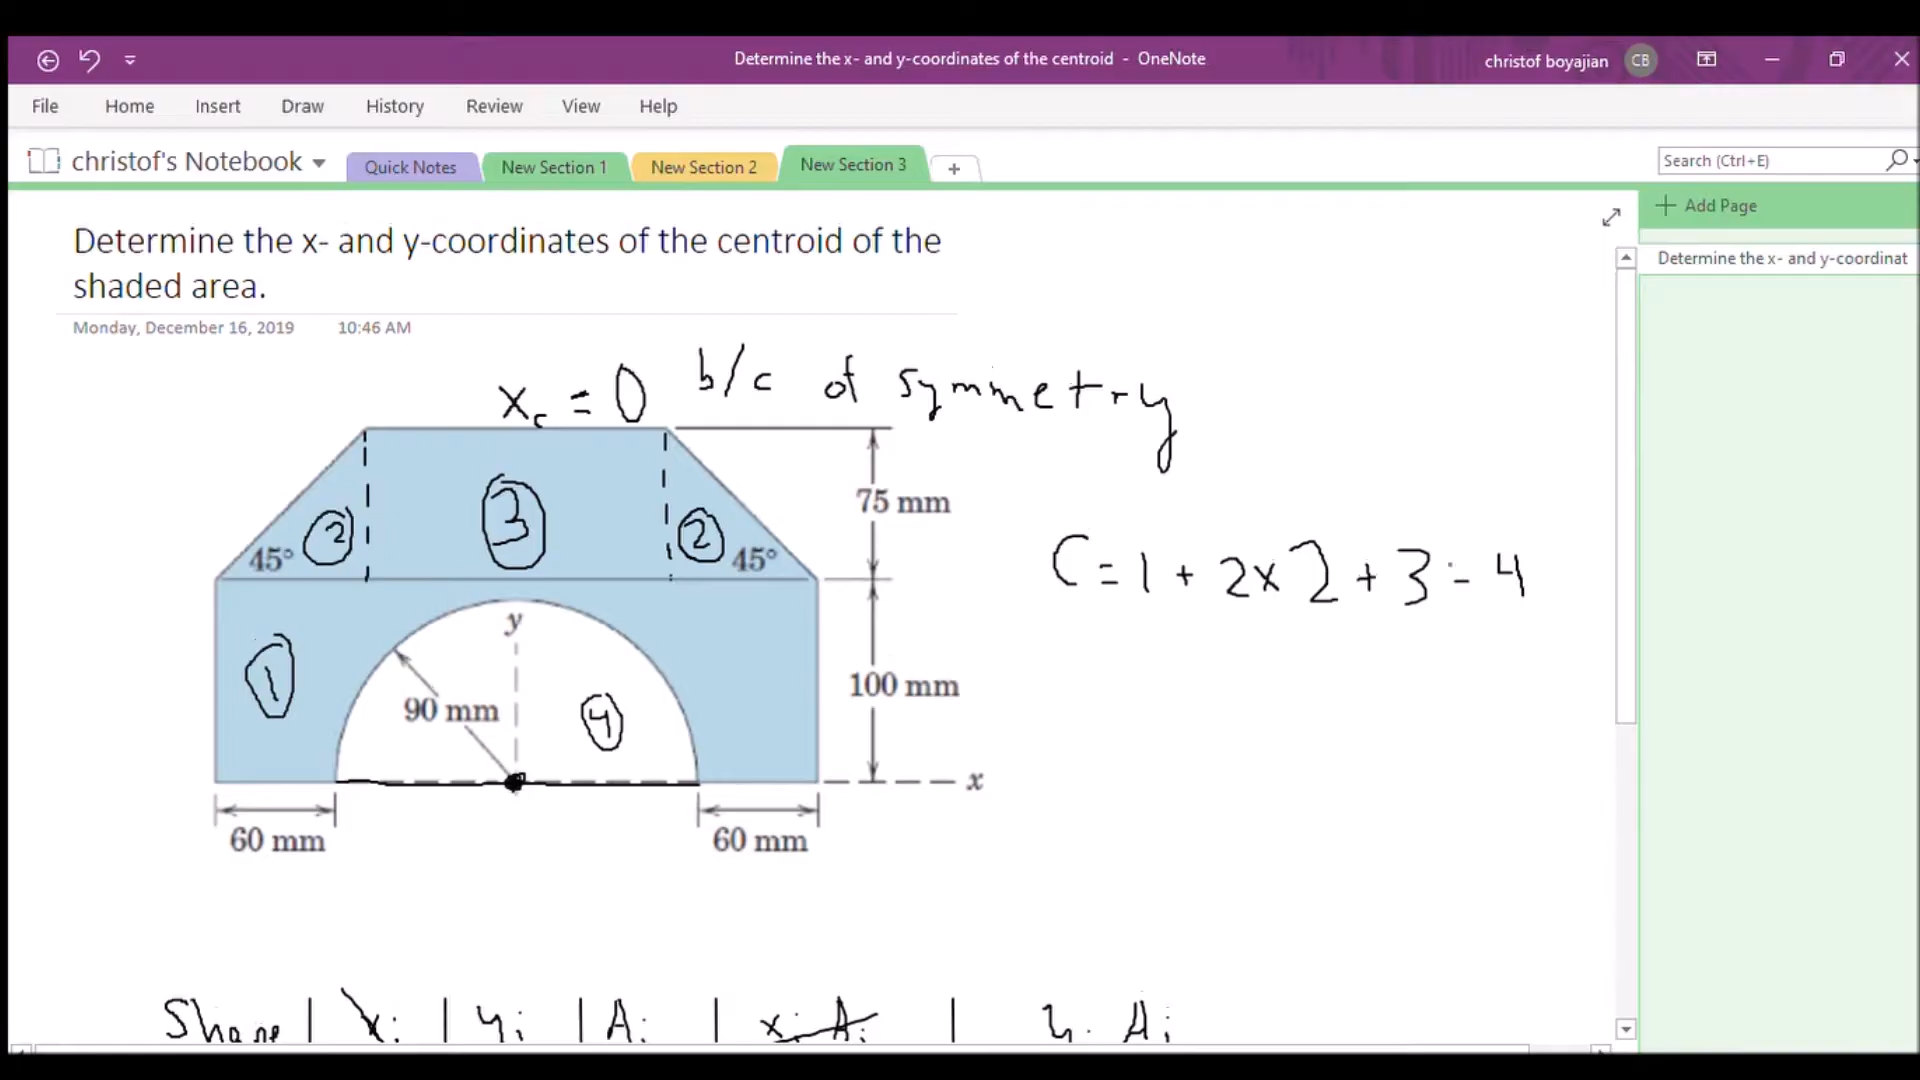 Determine the x- and y-coordinates of the centroid - OneNote
christof boyajian CB
File Home Insert Draw History Review View Help
christof's Notebook Quick Notes New Section 1 New Section 2 New Section 3 +
Search (Ctrl+E)
Add Page
Determine the x- and y-coordinat
Determine the x- and y-coordinates of the centroid of the
shaded area.
Monday, December 16, 2019 10:46 AM
xc = 0 b/c of symmetry
75 mm
3
2 2
45° 45°
C = 1 + 2x2 + 3 - 4
y
1
100 mm
90 mm
4
x
60 mm 60 mm
Shape | xi | yi | Ai | xi Ai | yi Ai